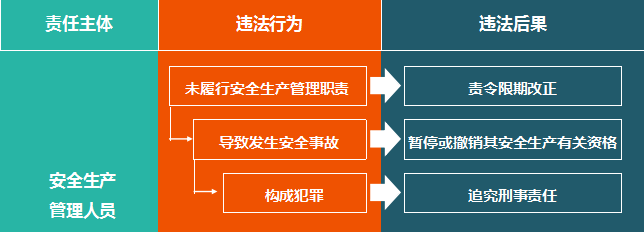 责任主体 违法行为 违法后果
未履行安全生产管理职责 责令限期改正
导致发生安全事故 暂停或撤销其安全生产有关资格
安全生产
管理人员
构成犯罪 追究刑事责任